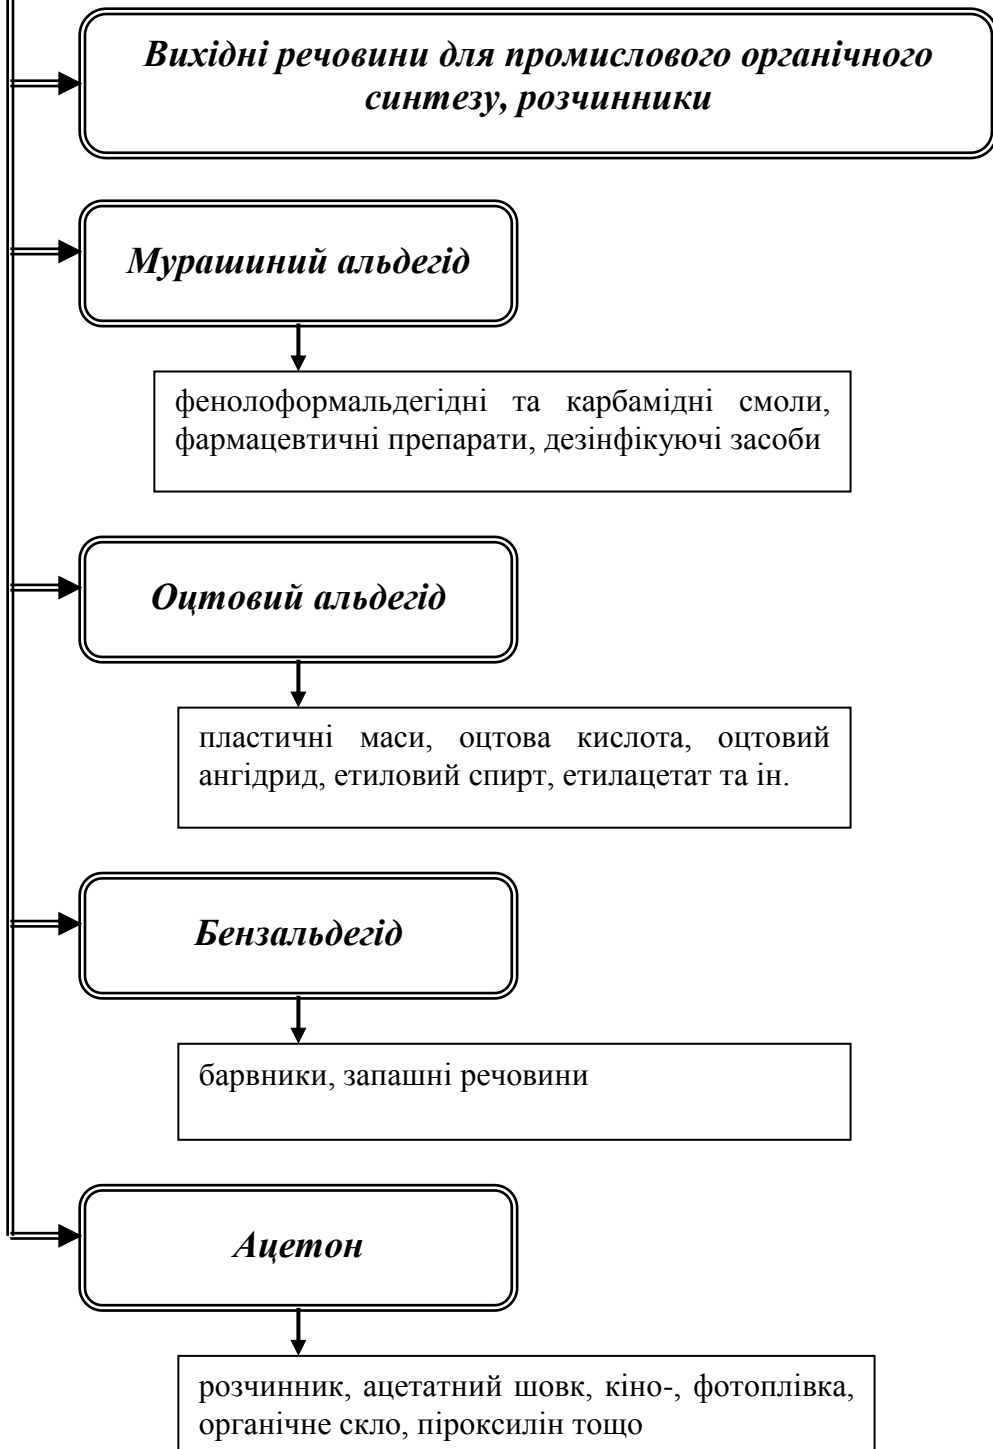 Вихідні речовини для промислового органічного
синтезу, розчинники
Мурашиний альдегід
фенолоформальдегідні та карбамідні смоли,
фармацевтичні препарати, дезінфікуючі засоби
Оцтовий альдегід
пластичні маси, оцтова кислота, оцтовий
ангідрид, етиловий спирт, етилацетат та ін.
Бензальдегід
барвники, запашні речовини
Ацетон
розчинник, ацетатний шовк, кіно-, фотоплівка,
органічне скло, піроксилін тощо